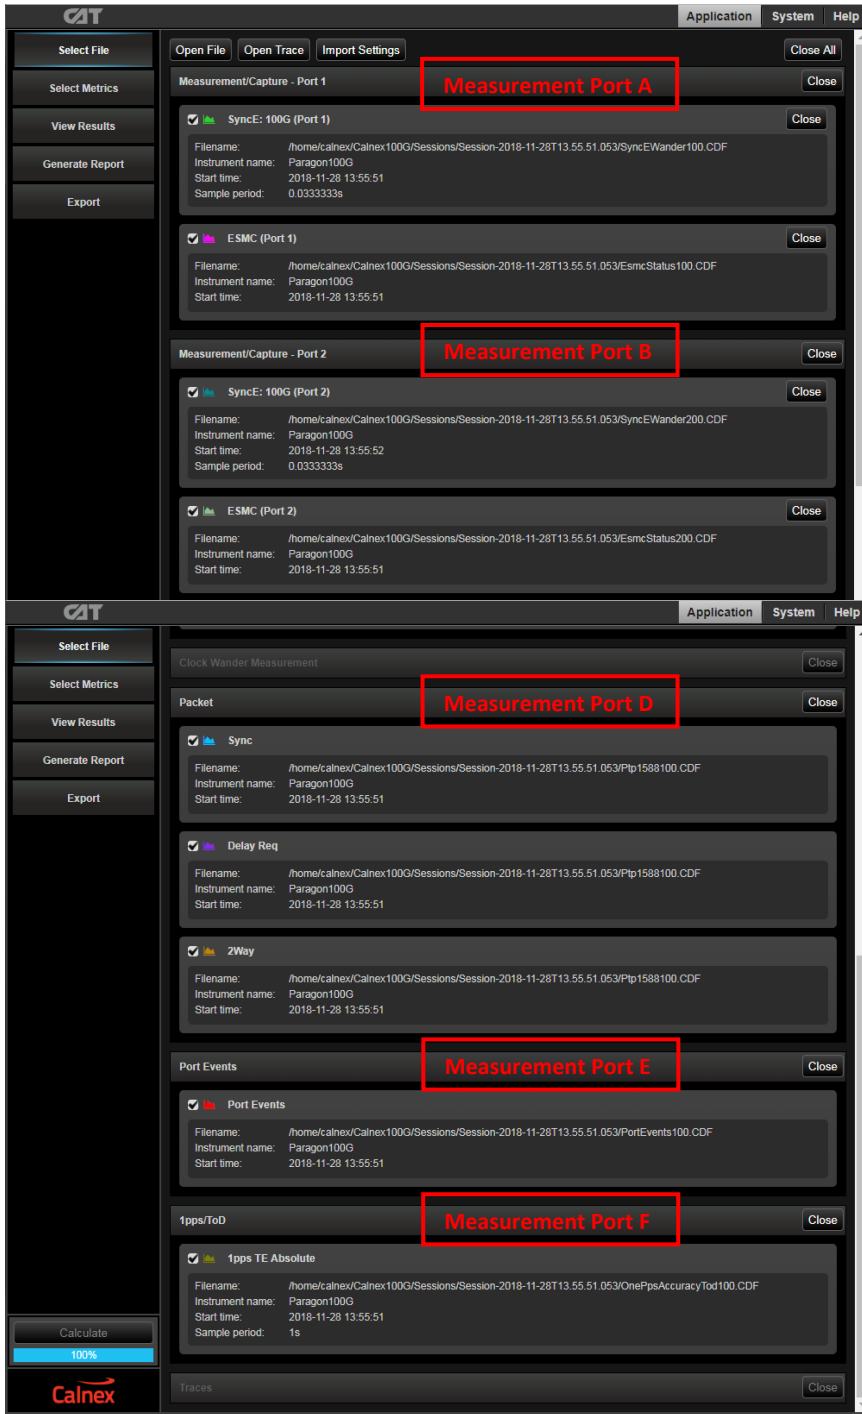 CAT
Application System Help
Select File
Select Metrics
View Results
Generate Report
Export
Open File Open Trace Import Settings Close All
Measurement/Capture - Port 1 Measurement Port A Close
SyncE: 100G (Port 1) Close
Filename: /home/calnex/Calnex100G/Sessions/Session-2018-11-28T13.55.51.053/SyncEWander100.CDF
Instrument name: Paragon100G
Start time: 2018-11-28 13:55:51
Sample period: 0.0333333s
ESMC (Port 1) Close
Filename: /home/calnex/Calnex100G/Sessions/Session-2018-11-28T13.55.51.053/EsmcStatus100.CDF
Instrument name: Paragon100G
Start time: 2018-11-28 13:55:51
Measurement/Capture - Port 2 Measurement Port B Close
SyncE: 100G (Port 2) Close
Filename: /home/calnex/Calnex100G/Sessions/Session-2018-11-28T13.55.51.053/SyncEWander200.CDF
Instrument name: Paragon100G
Start time: 2018-11-28 13:55:52
Sample period: 0.0333333s
ESMC (Port 2) Close
Filename: /home/calnex/Calnex100G/Sessions/Session-2018-11-28T13.55.51.053/EsmcStatus200.CDF
Instrument name: Paragon100G
Start time: 2018-11-28 13:55:51
CAT
Application System Help
Select File
Select Metrics
View Results
Generate Report
Export
Clock Wander Measurement Close
Packet Measurement Port D Close
Sync
Filename: /home/calnex/Calnex100G/Sessions/Session-2018-11-28T13.55.51.053/Ptp1588100.CDF
Instrument name: Paragon100G
Start time: 2018-11-28 13:55:51
Delay Req
Filename: /home/calnex/Calnex100G/Sessions/Session-2018-11-28T13.55.51.053/Ptp1588100.CDF
Instrument name: Paragon100G
Start time: 2018-11-28 13:55:51
2Way
Filename: /home/calnex/Calnex100G/Sessions/Session-2018-11-28T13.55.51.053/Ptp1588100.CDF
Instrument name: Paragon100G
Start time: 2018-11-28 13:55:51
Port Events Measurement Port E Close
Port Events
Filename: /home/calnex/Calnex100G/Sessions/Session-2018-11-28T13.55.51.053/PortEvents100.CDF
Instrument name: Paragon100G
Start time: 2018-11-28 13:55:51
1pps/ToD Measurement Port F Close
1pps TE Absolute
Filename: /home/calnex/Calnex100G/Sessions/Session-2018-11-28T13.55.51.053/OnePpsAccuracyTod100.CDF
Instrument name: Paragon100G
Start time: 2018-11-28 13:55:51
Sample period: 1s
Calculate
100%
Calnex
Traces Close